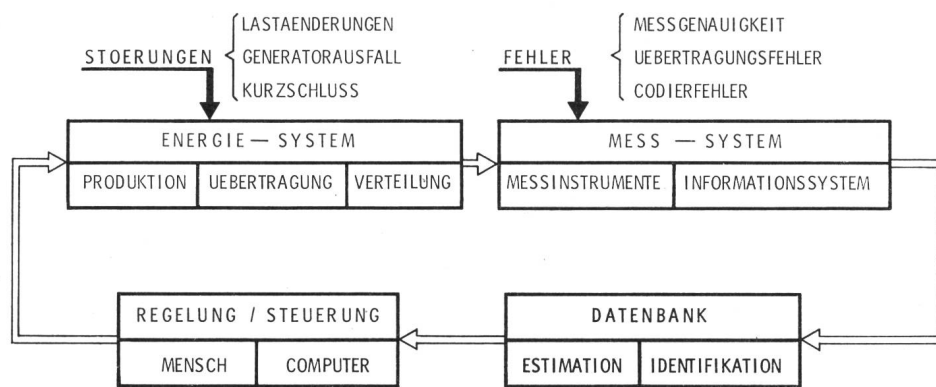 STOERUNGEN
LASTAENDERUNGEN
GENERATORAUSFALL
KURZSCHLUSS
FEHLER
MESSGENAUIGKEIT
UEBERTRAGUNGSFEHLER
CODIERFEHLER
ENERGIE — SYSTEM
PRODUKTION
UEBERTRAGUNG
VERTEILUNG
MESS — SYSTEM
MESSINSTRUMENTE
INFORMATIONSSYSTEM
REGELUNG / STEUERUNG
MENSCH
COMPUTER
DATENBANK
ESTIMATION
IDENTIFIKATION